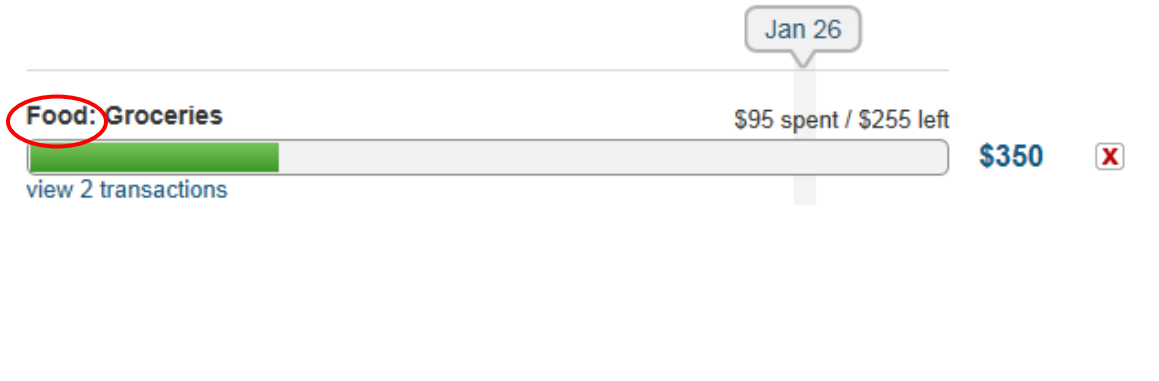 Jan 26
Food: Groceries
$95 spent / $255 left
$350
X
view 2 transactions